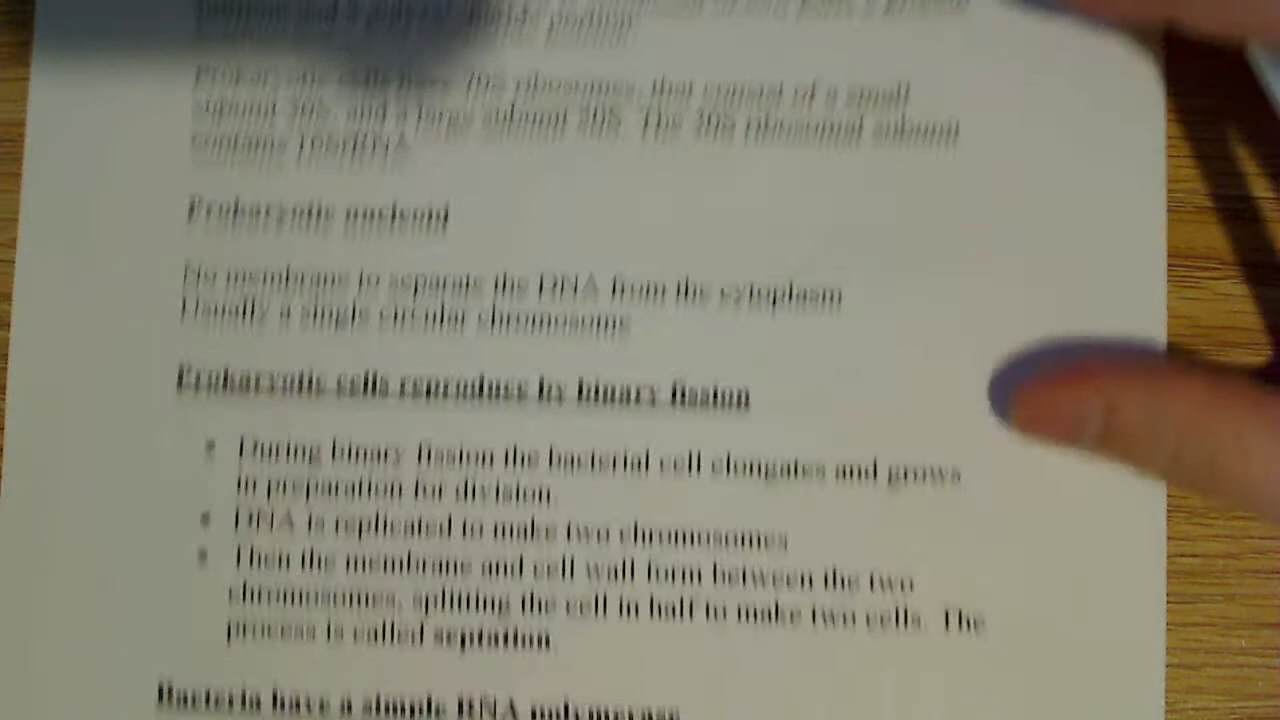 Prokaryotic cells have 70S ribosomes, that consist of a small
subunit 30S, and a large subunit 50S. The 30S ribosomal subunit
contains 16SrRNA
Prokaryotic nucleoid
No membrane to separate the DNA from the cytoplasm
Usually a single circular chromosome
Prokaryotic cells reproduce by binary fission
• During binary fission the bacterial cell elongates and grows
in preparation for division.
• DNA is replicated to make two chromosomes
• Then the membrane and cell wall form between the two
chromosomes, splitting the cell in half to make two cells. The
process is called septation
Bacteria have a simple RNA polymerase